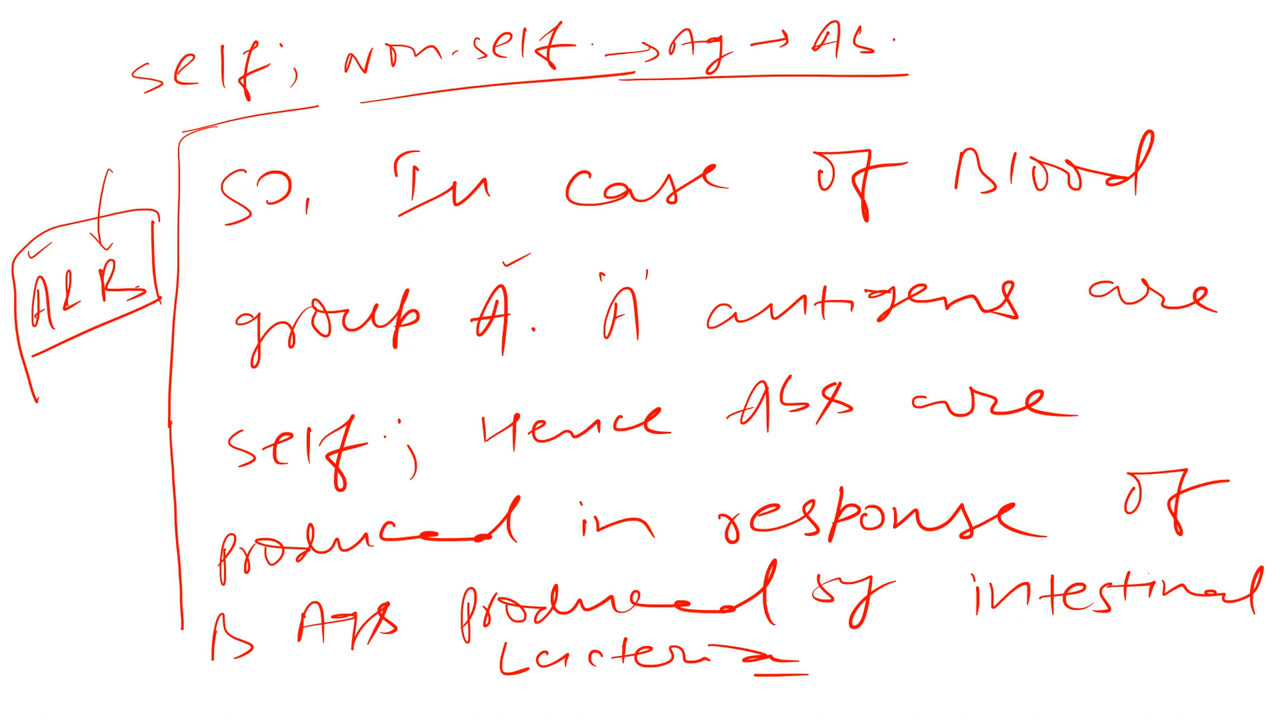 self; Non-self. → Ag → Ab.
SO, In case of Blood
A & B
group A. 'A' antigens are
self; Hence Abs are
produced in response of
B Ags produced by intestinal
bacteria